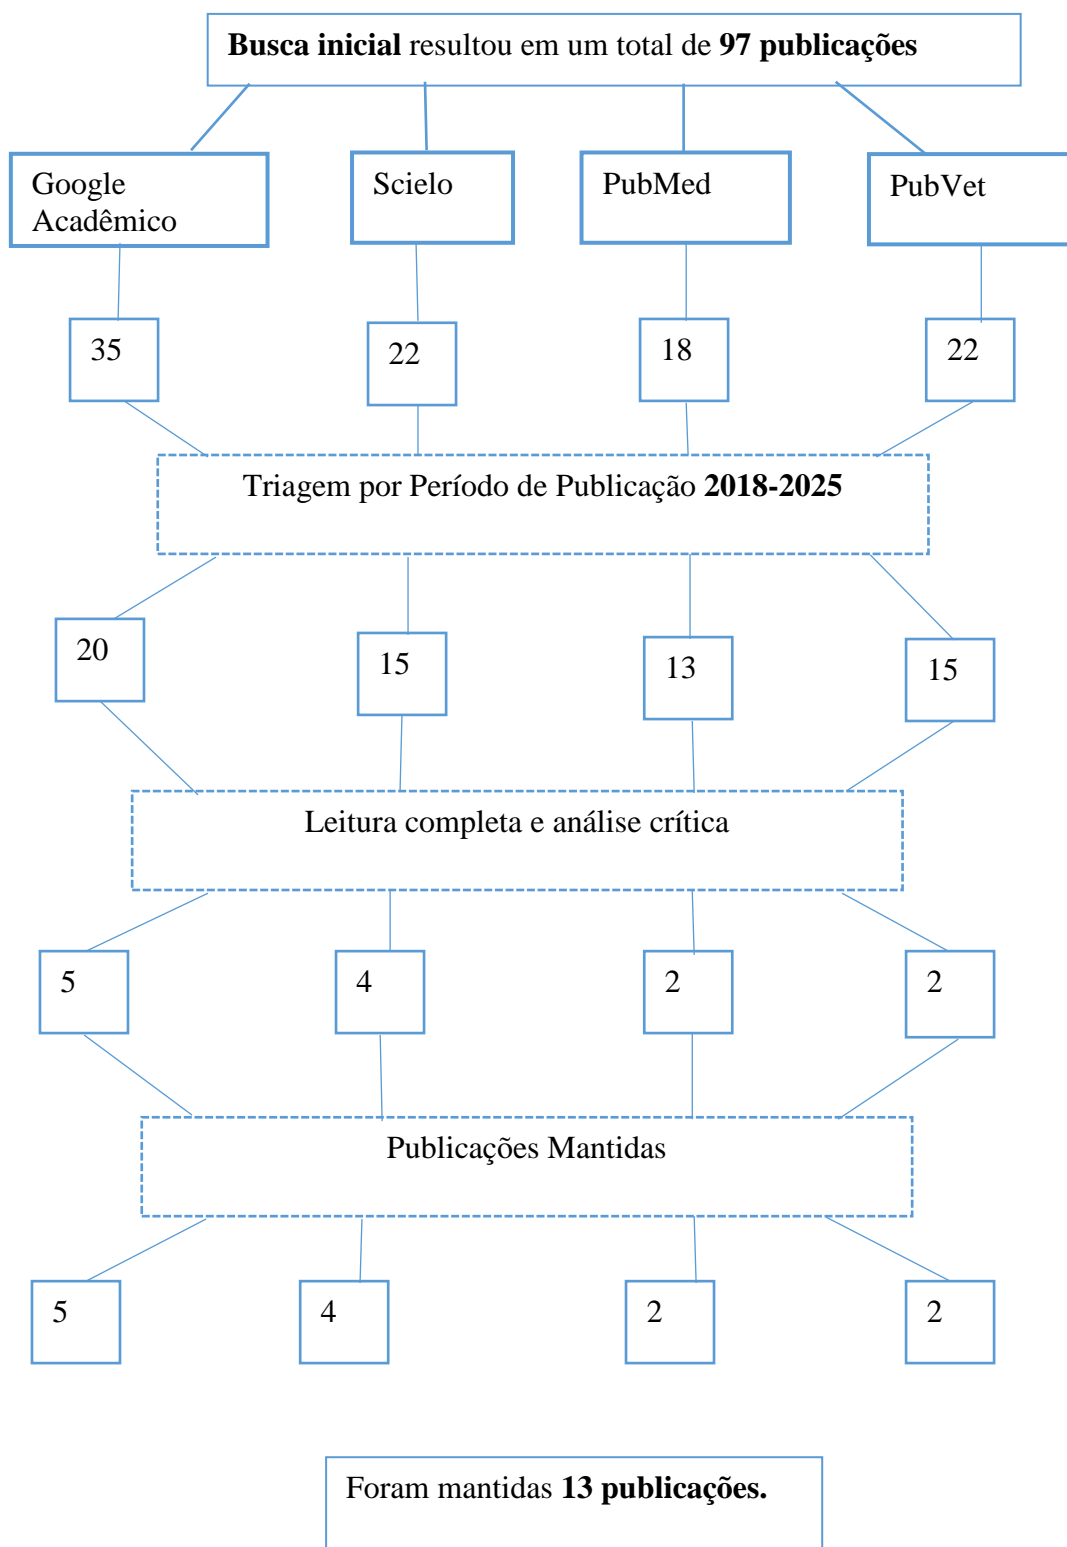 Busca inicial resultou em um total de 97 publicações
Google
Acadêmico
Scielo
PubMed
PubVet
35
22
18
22
Triagem por Período de Publicação 2018-2025
20
15
13
15
Leitura completa e análise crítica
5
4
2
2
Publicações Mantidas
5
4
2
2
Foram mantidas 13 publicações.